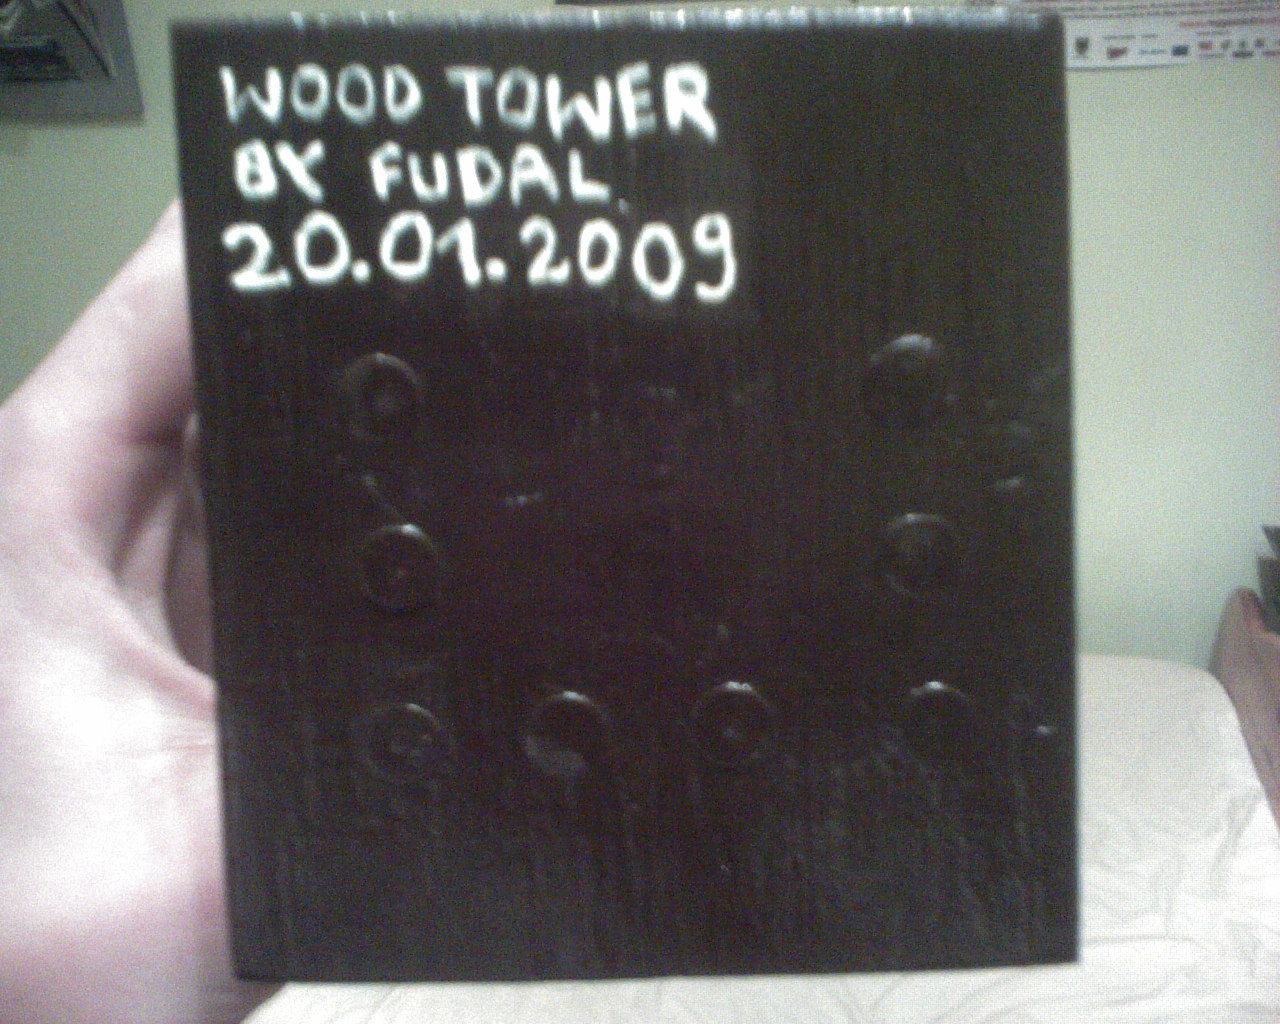 WOOD TOWER
BY FUDAL
20.01.2009